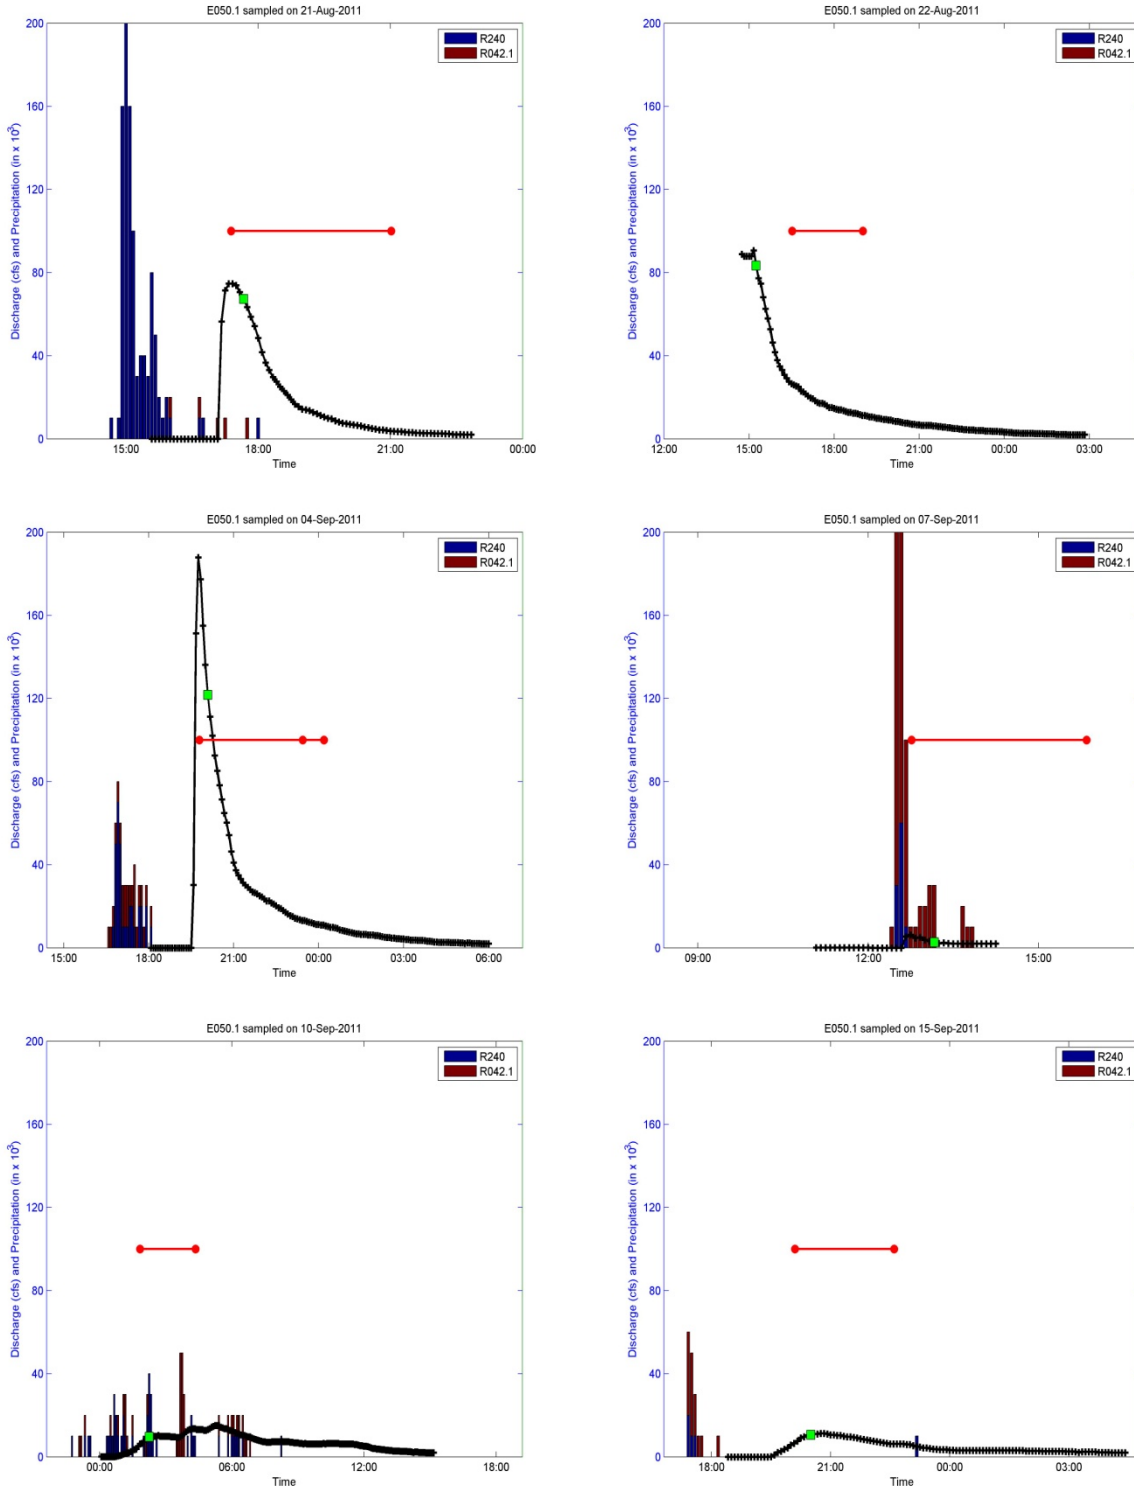 E050.1 sampled on 21-Aug-2011
R240
R042.1
200
160
120
80
40
0
Discharge (cfs) and Precipitation (in x 10³)
15:00 18:00 21:00 00:00
Time
E050.1 sampled on 22-Aug-2011
R240
R042.1
200
160
120
80
40
0
Discharge (cfs) and Precipitation (in x 10³)
12:00 15:00 18:00 21:00 00:00 03:00
Time
E050.1 sampled on 04-Sep-2011
R240
R042.1
200
160
120
80
40
0
Discharge (cfs) and Precipitation (in x 10³)
15:00 18:00 21:00 00:00 03:00 06:00
Time
E050.1 sampled on 07-Sep-2011
R240
R042.1
200
160
120
80
40
0
Discharge (cfs) and Precipitation (in x 10³)
09:00 12:00 15:00
Time
E050.1 sampled on 10-Sep-2011
R240
R042.1
200
160
120
80
40
0
Discharge (cfs) and Precipitation (in x 10³)
00:00 06:00 12:00 18:00
Time
E050.1 sampled on 15-Sep-2011
R240
R042.1
200
160
120
80
40
0
Discharge (cfs) and Precipitation (in x 10³)
18:00 21:00 00:00 03:00
Time